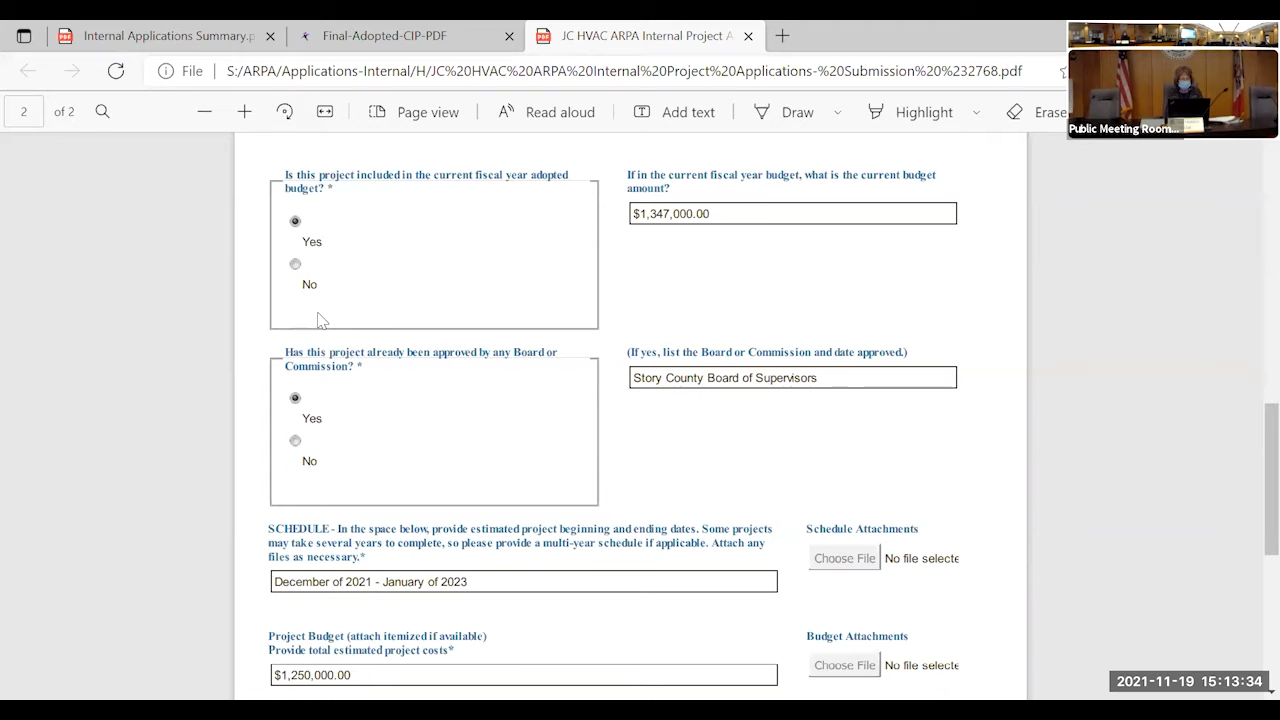 Internal Applications Summary.p
Final-Adopted-CIP-PDF
JC HVAC ARPA Internal Project A
File
S:/ARPA/Applications-Internal/H/JC%20HVAC%20ARPA%20Internal%20Project%20Applications-%20Submission%20%232768.pdf
2 of 2
Page view
Read aloud
Add text
Draw
Highlight
Erase
Public Meeting Room...
Is this project included in the current fiscal year adopted
budget? *
Yes
No
If in the current fiscal year budget, what is the current budget
amount?
$1,347,000.00
Has this project already been approved by any Board or
Commission? *
Yes
No
(If yes, list the Board or Commission and date approved.)
Story County Board of Supervisors
SCHEDULE - In the space below, provide estimated project beginning and ending dates. Some projects
may take several years to complete, so please provide a multi-year schedule if applicable. Attach any
files as necessary.*
December of 2021 - January of 2023
Schedule Attachments
Choose File No file selecte
Project Budget (attach itemized if available)
Provide total estimated project costs*
$1,250,000.00
Budget Attachments
Choose File No file selecte
2021-11-19 15:13:34